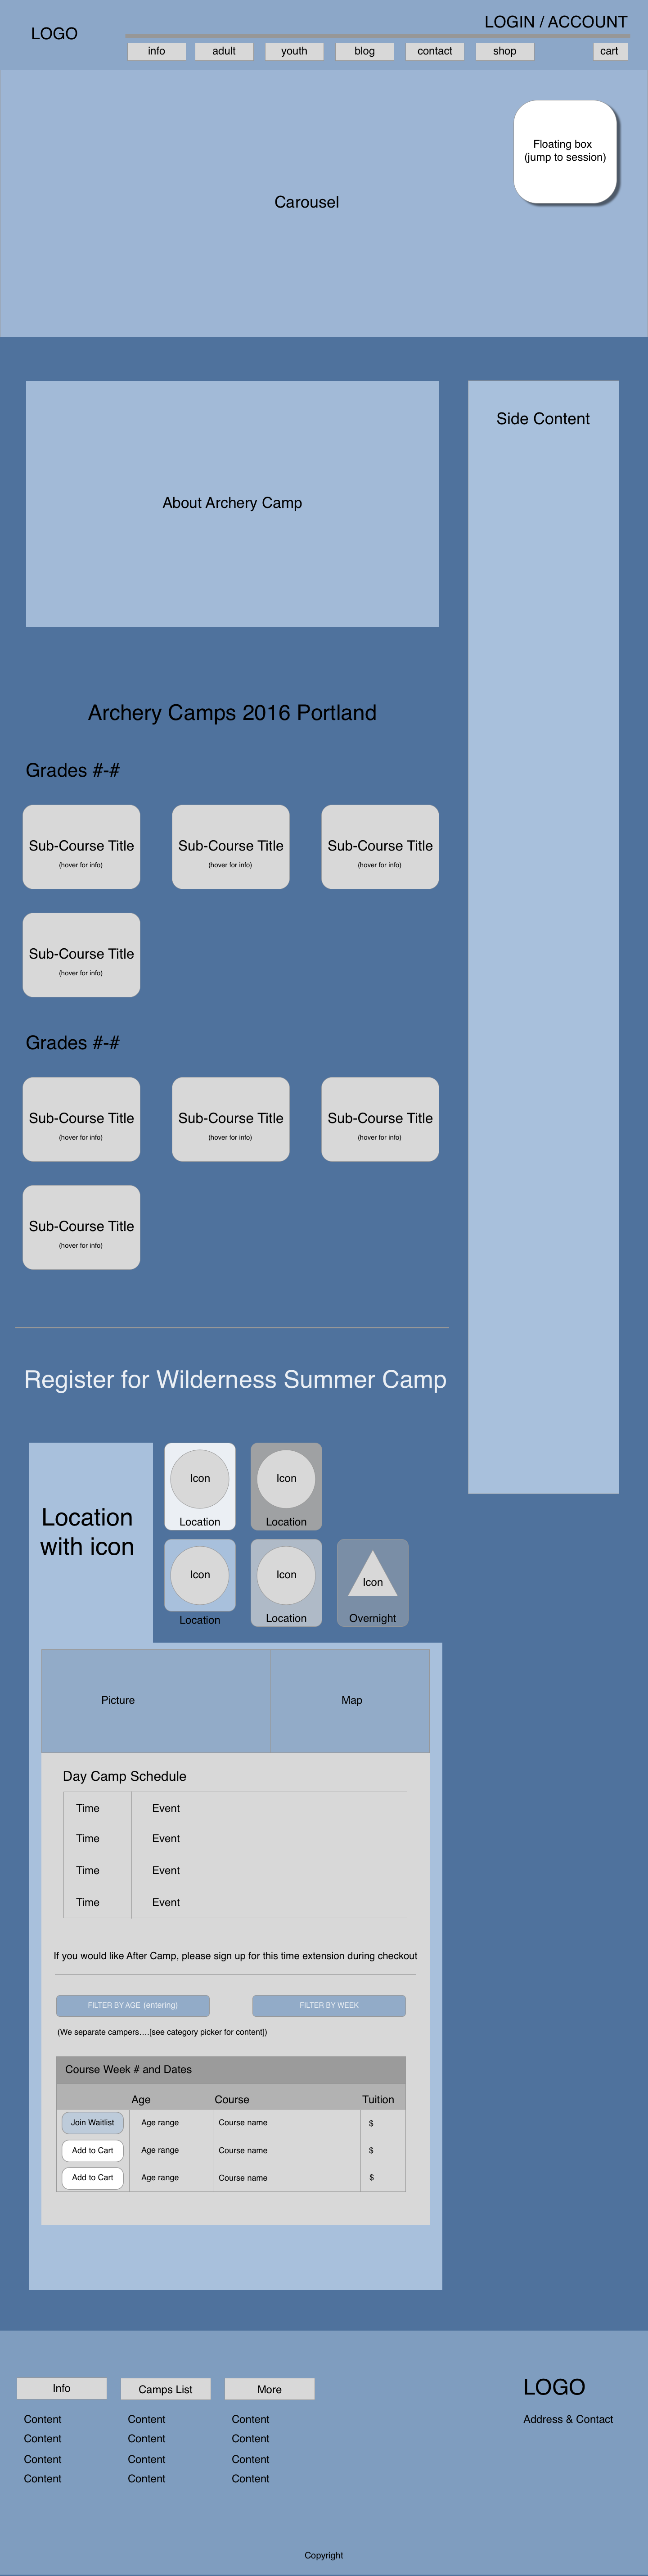 LOGO
LOGIN / ACCOUNT
info
adult
youth
blog
contact
shop
cart
Floating box
(jump to session)
Carousel
Side Content
About Archery Camp
Archery Camps 2016 Portland
Grades #-#
Sub-Course Title
(hover for info)
Sub-Course Title
(hover for info)
Sub-Course Title
(hover for info)
Sub-Course Title
(hover for info)
Grades #-#
Sub-Course Title
(hover for info)
Sub-Course Title
(hover for info)
Sub-Course Title
(hover for info)
Sub-Course Title
(hover for info)
Register for Wilderness Summer Camp
Location
with icon
Icon
Location
Icon
Location
Icon
Location
Icon
Location
Icon
Overnight
Picture
Map
Day Camp Schedule
Time Event
Time Event
Time Event
Time Event
If you would like After Camp, please sign up for this time extension during checkout
FILTER BY AGE (entering)
FILTER BY WEEK
(We separate campers....[see category picker for content])
Course Week # and Dates
Age Course Tuition
Join Waitlist Age range Course name $
Add to Cart Age range Course name $
Add to Cart Age range Course name $
Info
Content
Content
Content
Content
Camps List
Content
Content
Content
Content
More
Content
Content
Content
Content
LOGO
Address & Contact
Copyright